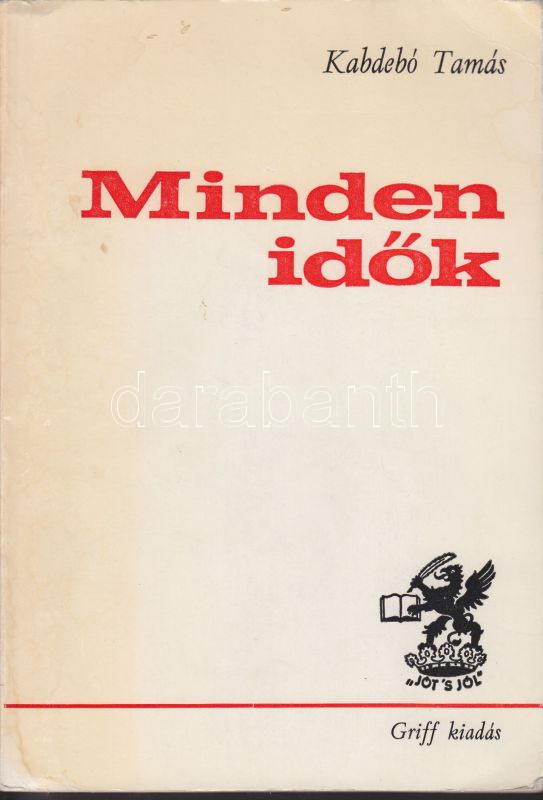 Kabdebó Tamás
Minden
idők
darabanth
„JÓT 'S JÓL"
Griff kiadás